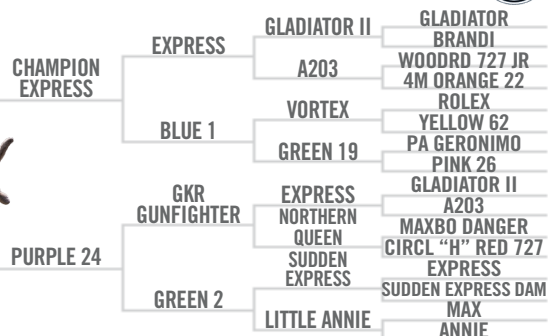 CHAMPION
EXPRESS
EXPRESS
GLADIATOR II
GLADIATOR
BRANDI
A203
WOODRD 727 JR
4M ORANGE 22
BLUE 1
VORTEX
ROLEX
YELLOW 62
GREEN 19
PA GERONIMO
PINK 26
PURPLE 24
GKR
GUNFIGHTER
EXPRESS
GLADIATOR II
A203
NORTHERN
QUEEN
MAXBO DANGER
CIRCL "H" RED 727
GREEN 2
SUDDEN
EXPRESS
EXPRESS
SUDDEN EXPRESS DAM
LITTLE ANNIE
MAX
ANNIE